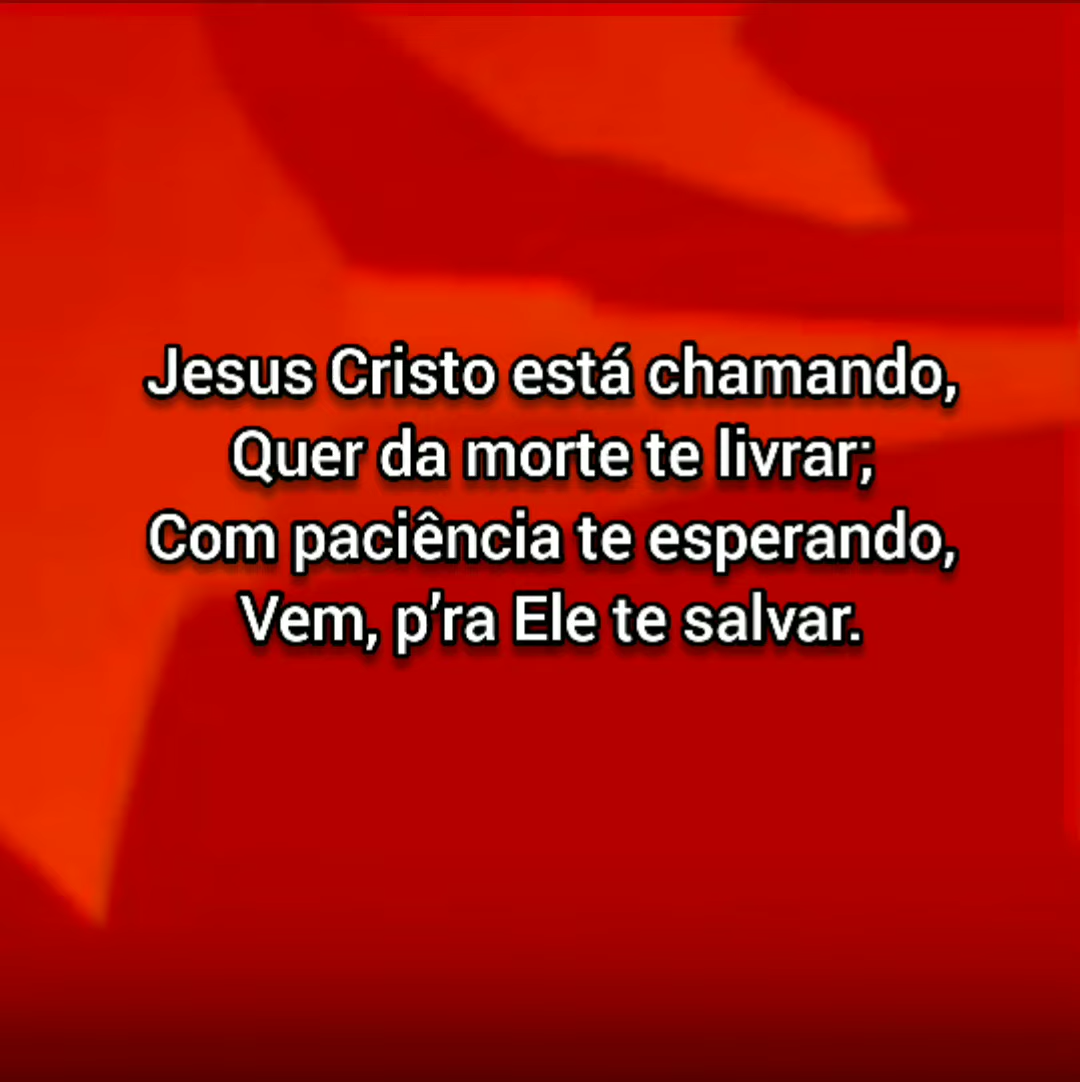 Jesus Cristo está chamando,
Quer da morte te livrar;
Com paciência te esperando,
Vem, p’ra Ele te salvar.